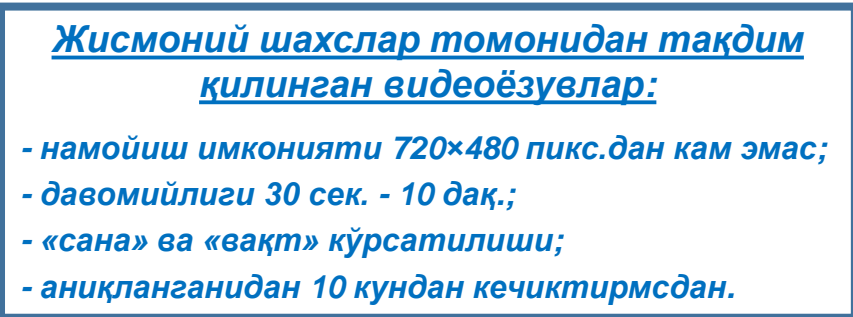 Жисмоний шахслар томонидан тақдим
қилинган видеоёзувлар:
- намойиш имконияти 720×480 пикс.дан кам эмас;
- давомийлиги 30 сек. - 10 дақ.;
- «сана» ва «вақт» кўрсатилиши;
- аниқланганидан 10 кундан кечиктирмсдан.